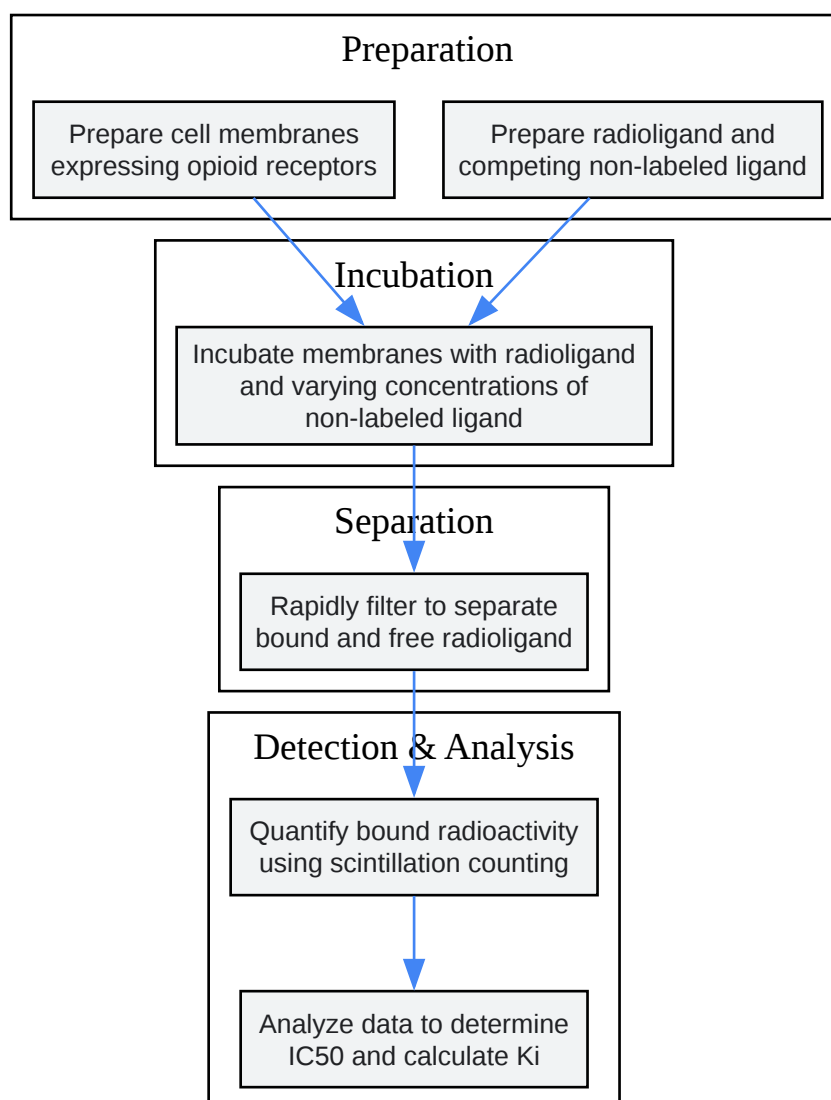 Preparation
Prepare cell membranes
expressing opioid receptors
Prepare radioligand and
competing non-labeled ligand
Incubation
Incubate membranes with radioligand
and varying concentrations of
non-labeled ligand
Separation
Rapidly filter to separate
bound and free radioligand
Detection & Analysis
Quantify bound radioactivity
using scintillation counting
Analyze data to determine
IC50 and calculate Ki